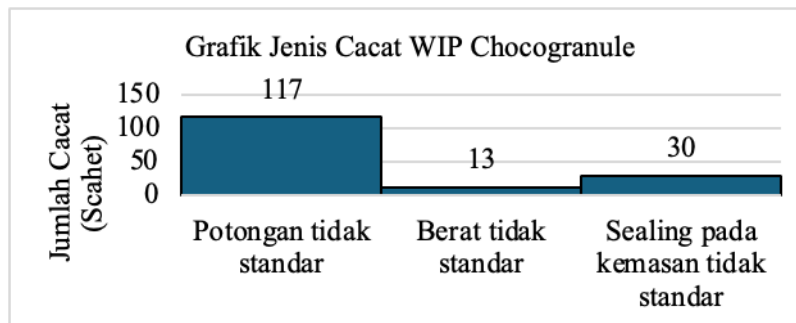 Grafik Jenis Cacat WIP Chocogranule
Jumlah Cacat
(Scahet)
150
100
50
0
117
13
30
Potongan tidak
standar
Berat tidak
standar
Sealing pada
kemasan tidak
standar